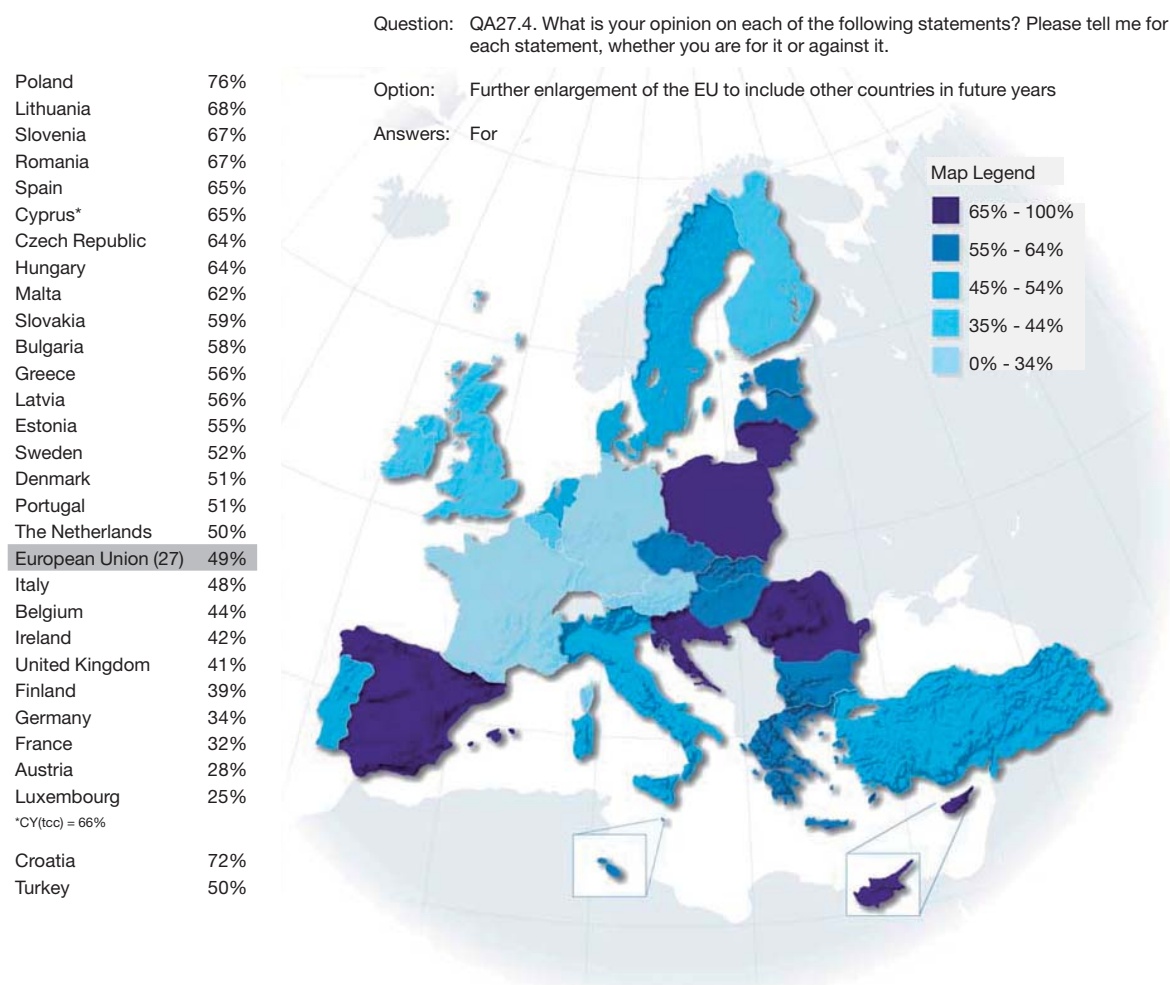 Question: QA27.4. What is your opinion on each of the following statements? Please tell me for
each statement, whether you are for it or against it.
Option: Further enlargement of the EU to include other countries in future years
Answers: For
Poland 76%
Lithuania 68%
Slovenia 67%
Romania 67%
Spain 65%
Cyprus* 65%
Czech Republic 64%
Hungary 64%
Malta 62%
Slovakia 59%
Bulgaria 58%
Greece 56%
Latvia 56%
Estonia 55%
Sweden 52%
Denmark 51%
Portugal 51%
The Netherlands 50%
European Union (27) 49%
Italy 48%
Belgium 44%
Ireland 42%
United Kingdom 41%
Finland 39%
Germany 34%
France 32%
Austria 28%
Luxembourg 25%
*CY(tcc) = 66%
Croatia 72%
Turkey 50%
Map Legend
65% - 100%
55% - 64%
45% - 54%
35% - 44%
0% - 34%